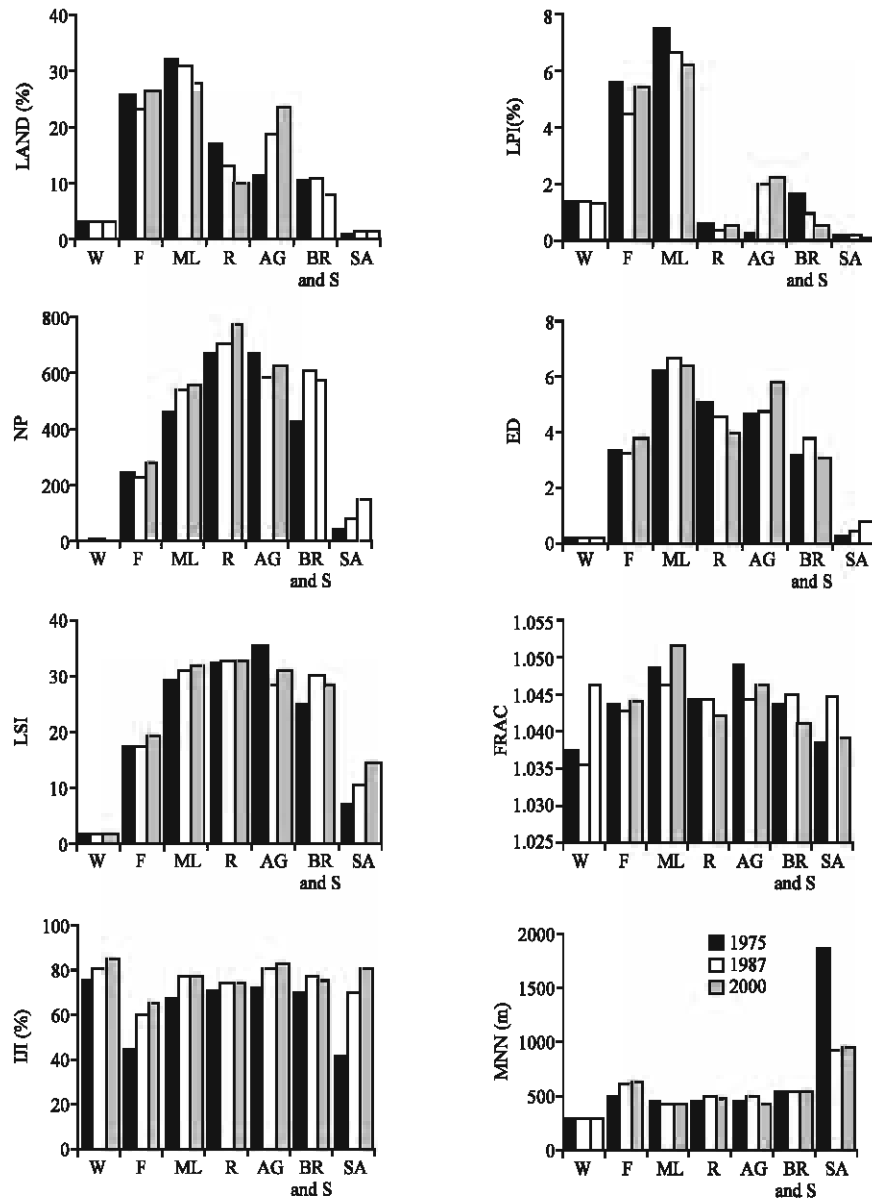 LAND (%)
40
30
20
10
0
W F ML R AG BR SA
and S
LPI(%)
8
6
4
2
0
W F ML R AG BR SA
and S
NP
800
600
400
200
0
W F ML R AG BR SA
and S
ED
8
6
4
2
0
W F ML R AG BR SA
and S
LSI
40
30
20
10
0
W F ML R AG BR SA
and S
FRAC
1.055
1.050
1.045
1.040
1.035
1.030
1.025
W F ML R AG BR SA
and S
IJI (%)
100
80
60
40
20
0
W F ML R AG BR SA
and S
MNN (m)
2000
1500
1000
500
0
1975
1987
2000
W F ML R AG BR SA
and S